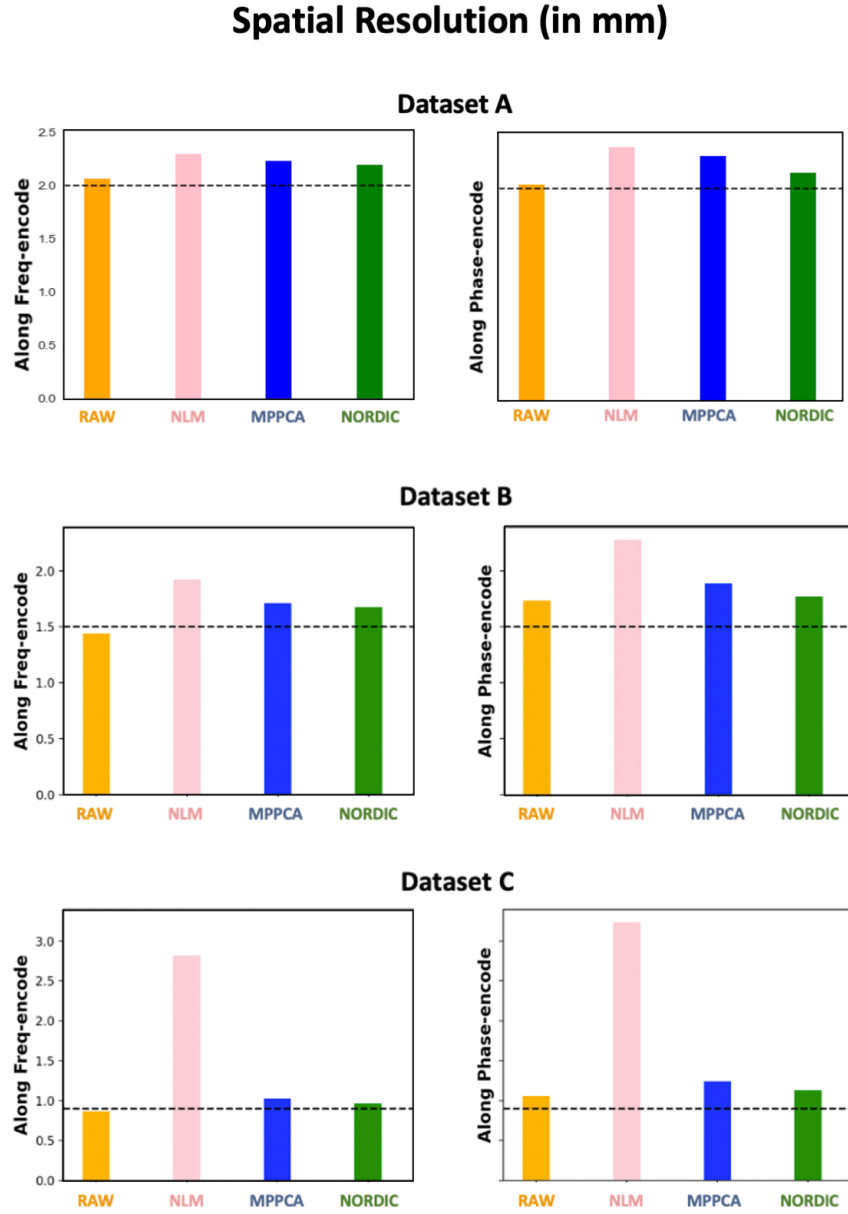 Spatial Resolution (in mm)
Dataset A
Along Freq-encode
2.5
2.0
1.5
1.0
0.5
0.0
RAW NLM MPPCA NORDIC
Along Phase-encode
RAW NLM MPPCA NORDIC
Dataset B
Along Freq-encode
2.0
1.5
1.0
0.5
0.0
RAW NLM MPPCA NORDIC
Along Phase-encode
RAW NLM MPPCA NORDIC
Dataset C
Along Freq-encode
3.0
2.5
2.0
1.5
1.0
0.5
0.0
RAW NLM MPPCA NORDIC
Along Phase-encode
RAW NLM MPPCA NORDIC